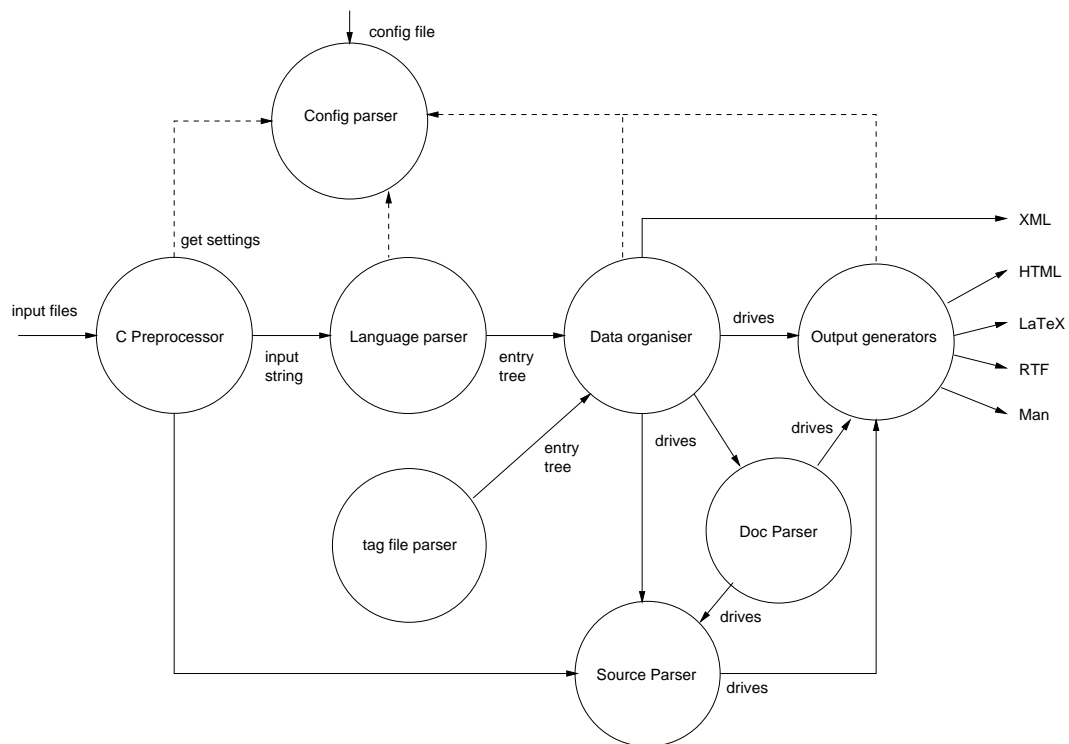 config file
Config parser
get settings
XML
HTML
input files
LaTeX
drives
C Preprocessor
Language parser
Data organiser
Output generators
input
string
entry
tree
RTF
Man
drives
drives
entry
tree
Doc Parser
tag file parser
drives
Source Parser
drives